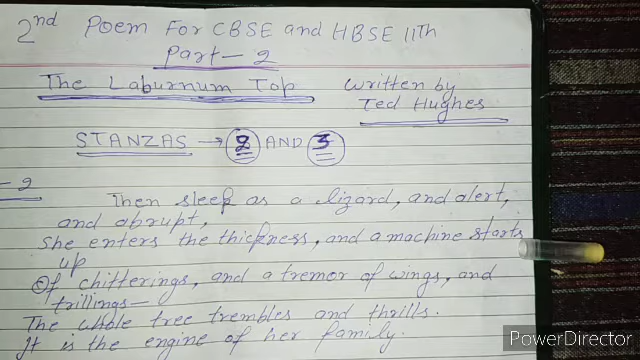 2nd Poem For CBSE and HBSE 11th
Part - 2
The Laburnum Top written by
Ted Hughes
STANZAS → 2 AND 3
- 2
Then sleep as a lizard, and alert,
and abrupt,
She enters the thickness, and a machine starts
up
Of chitterings, and a tremor of wings, and
trillings—
The whole tree trembles and thrills.
It is the engine of her family.
PowerDirector